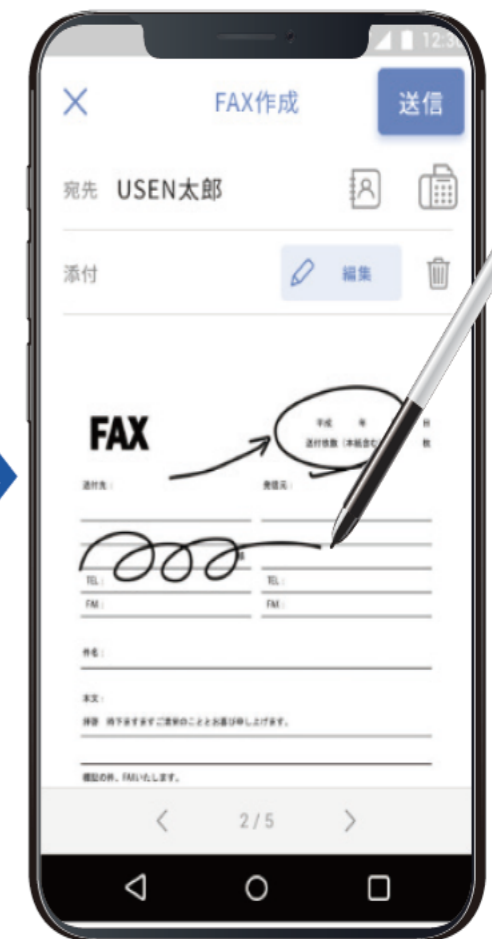 12:30
FAX作成
送信
宛先 USEN太郎
添付 編集
FAX
平成 年 日
送付枚数（本紙含む 枚
送付先：
発信元：
様
TEL： TEL：
FAX： FAX：
件名：
本文：
拝啓 時下ますますご清栄のこととお喜び申し上げます。
標記の件、FAXいたします。
2/5